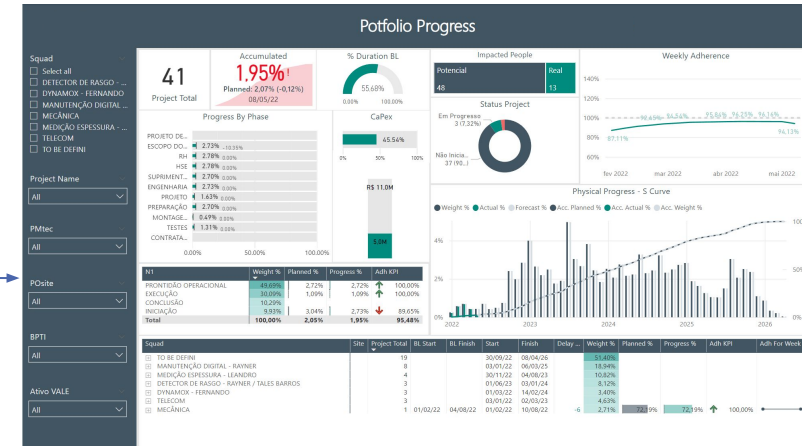 Potfolio Progress
Squad
Select all
DETECTOR DE RASGO - ...
DYNAMOX - FERNANDO
MANUTENÇÃO DIGITAL ...
MECÂNICA
MEDIÇÃO ESPESSURA - ...
TELECOM
TO BE DEFINI
Project Name
All
PMtec
All
POsite
All
BPTI
All
Ativo VALE
All
41
Project Total
Accumulated
1,95%!
Planned: 2,07% (-0,12%)
08/05/22
% Duration BL
55.68%
0.00% 100.00%
Impacted People
Potencial Real
48 13
Weekly Adherence
140%
120%
100%
80%
60%
87,11%
94,13%
fev 2022 mar 2022 abr 2022 mai 2022
Progress By Phase
PROJETO DE...
ESCOPO DO... 2.73%
RH 2.78% 0.00%
HSE 2.78% 0.00%
SUPRIMENT... 2.70% 0.00%
ENGENHARIA 2.73% 0.00%
PROJETO 1.63% 0.00%
PREPARAÇÃO 2.70% 0.00%
MONTAGE... 0.49% 0.00%
TESTES 1.31% 0.00%
CONTRATA...
0.00% 50.00% 100.00%
CaPex
45.54%
0% 50% 100%
R$ 11.0M
5.0M
Status Project
Em Progresso
3 (7.32%)
Não Inicia...
37 (90...)
Physical Progress - S Curve
Weight % Actual % Forecast % Acc. Planned % Acc. Actual % Acc. Weight %
4%
2%
0%
100
50%
0%
2022 2023 2024 2025 2026
N1 Weight % Planned % Progress % Adh KPI
PRONTIDÃO OPERACIONAL 49,69% 2,72% 2,72% 100,00%
EXECUÇÃO 30,09% 1,09% 1,09% 100,00%
CONCLUSÃO 10,29%
INICIAÇÃO 9,93% 3,04% 2,73% 89,65%
Total 100,00% 2,05% 1,95% 95,48%
Squad Site Project Total BL Start BL Finish Start Finish Delay ... Weight % Planned % Progress % Adh KPI Adh For Week
TO BE DEFINI 19 30/09/22 08/04/26 51,40%
MANUTENÇÃO DIGITAL - RAYNER 8 03/01/22 06/03/25 18,94%
MEDIÇÃO ESPESSURA - LEANDRO 4 30/11/22 04/08/23 10,82%
DETECTOR DE RASGO - RAYNER / TALES BARROS 3 01/06/23 03/01/24 8,12%
DYNAMOX - FERNANDO 3 01/03/23 14/02/24 3,40%
TELECOM 3 03/01/22 02/03/23 4,63%
MECÂNICA 1 01/02/22 04/08/22 01/02/22 10/08/22 -6 2,71% 72,19% 72,19% 100,00%